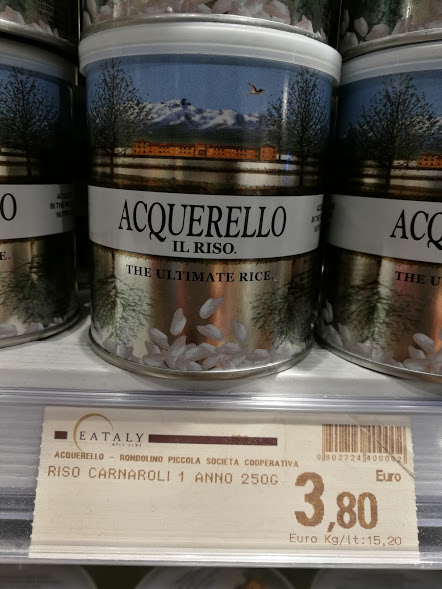 ACQUERELLO
IL RISO.
THE ULTIMATE RICE.
O
E.
ACQ
THE U
EATALY
ACQUERELLO - RONDOLINO PICCOLA SOCIETA COOPERATIVA
RISO CARNAROLI 1 ANNO 250G
Euro
3,80
Euro Kg/lt:15,20